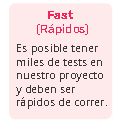 Fast
(Rápidos)
Es posible tener
miles de tests en
nuestro proyecto
y deben ser
rápidos de correr.